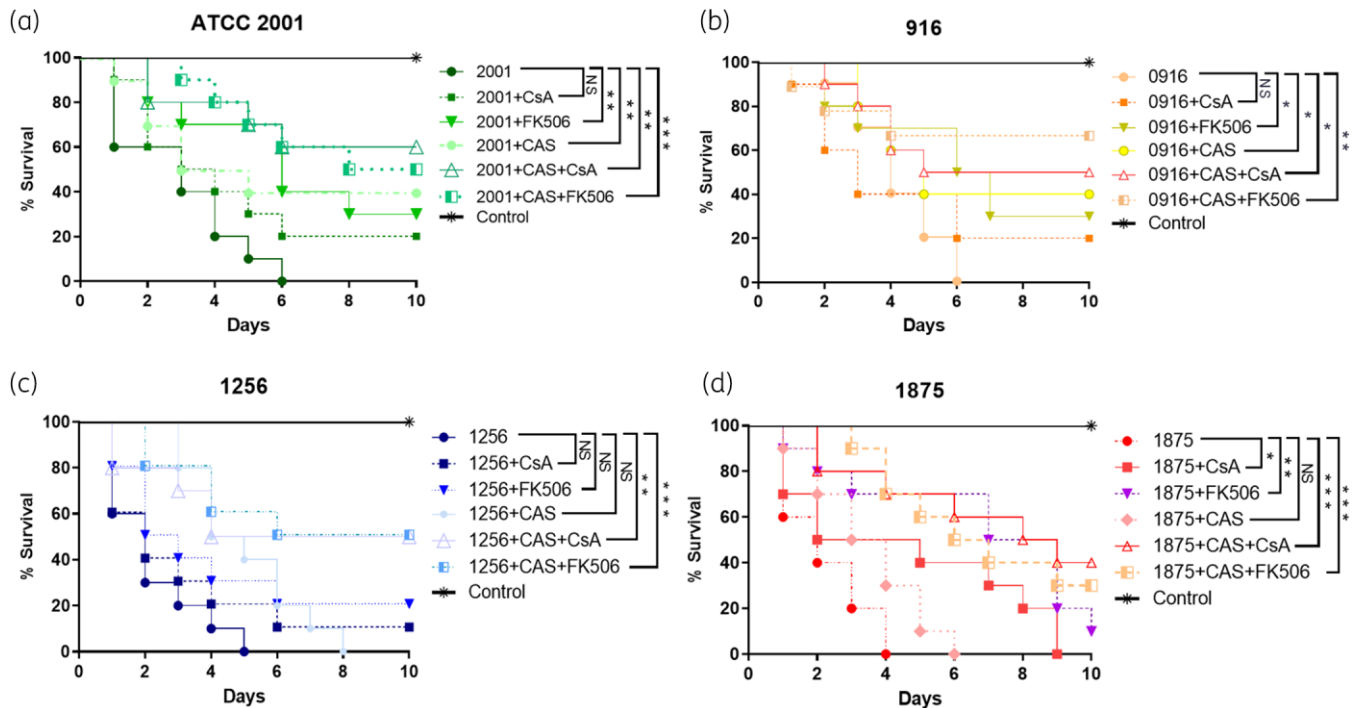 (a)
ATCC 2001
% Survival
100
80
60
40
20
0
0 2 4 6 8 10
Days
2001
2001+CsA
2001+FK506
2001+CAS
2001+CAS+CsA
2001+CAS+FK506
Control
NS
**
**
**
***
(b)
916
% Survival
100
80
60
40
20
0
0 2 4 6 8 10
Days
0916
0916+CsA
0916+FK506
0916+CAS
0916+CAS+CsA
0916+CAS+FK506
Control
NS
*
*
*
**
(c)
1256
% Survival
100
80
60
40
20
0
0 2 4 6 8 10
Days
1256
1256+CsA
1256+FK506
1256+CAS
1256+CAS+CsA
1256+CAS+FK506
Control
NS
NS
NS
**
***
(d)
1875
% Survival
100
80
60
40
20
0
0 2 4 6 8 10
Days
1875
1875+CsA
1875+FK506
1875+CAS
1875+CAS+CsA
1875+CAS+FK506
Control
*
**
NS
***
***